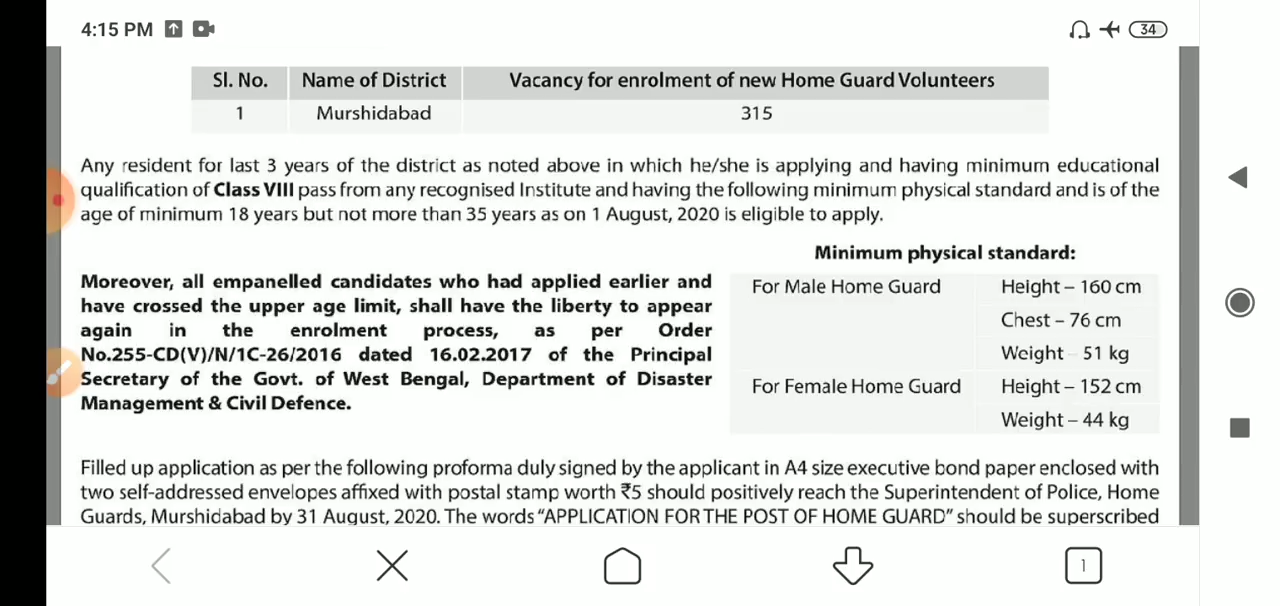 4:15 PM
34
Sl. No. Name of District Vacancy for enrolment of new Home Guard Volunteers
1 Murshidabad 315
Any resident for last 3 years of the district as noted above in which he/she is applying and having minimum educational
qualification of Class VIII pass from any recognised Institute and having the following minimum physical standard and is of the
age of minimum 18 years but not more than 35 years as on 1 August, 2020 is eligible to apply.
Moreover, all empanelled candidates who had applied earlier and
have crossed the upper age limit, shall have the liberty to appear
again in the enrolment process, as per Order
No.255-CD(V)/N/1C-26/2016 dated 16.02.2017 of the Principal
Secretary of the Govt. of West Bengal, Department of Disaster
Management & Civil Defence.
Minimum physical standard:
For Male Home Guard Height – 160 cm
Chest – 76 cm
Weight – 51 kg
For Female Home Guard Height – 152 cm
Weight – 44 kg
Filled up application as per the following proforma duly signed by the applicant in A4 size executive bond paper enclosed with
two self-addressed envelopes affixed with postal stamp worth ₹5 should positively reach the Superintendent of Police, Home
Guards, Murshidabad by 31 August, 2020. The words “APPLICATION FOR THE POST OF HOME GUARD” should be superscribed
1